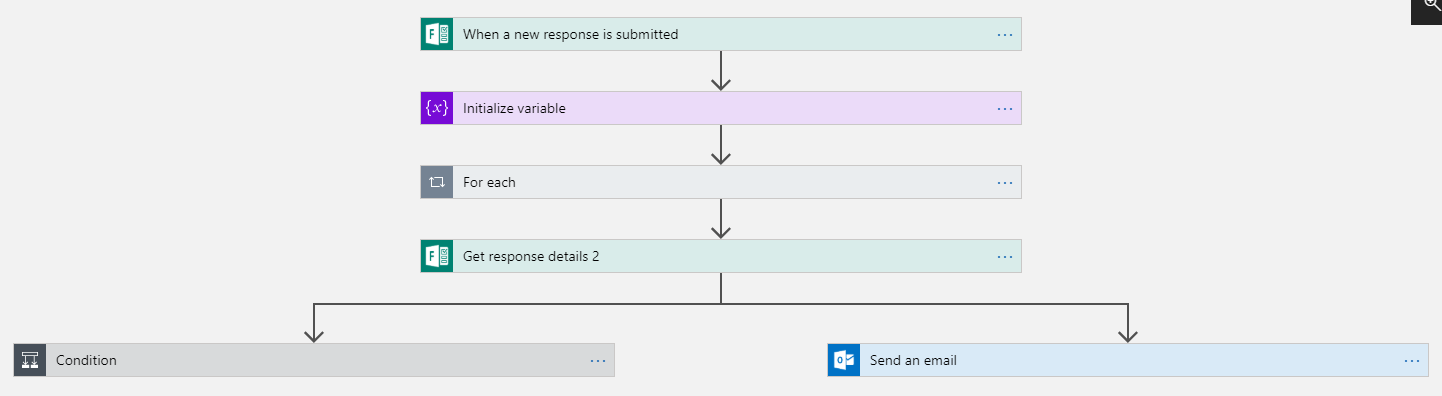 When a new response is submitted
{x} Initialize variable
For each
Get response details 2
Condition
Send an email